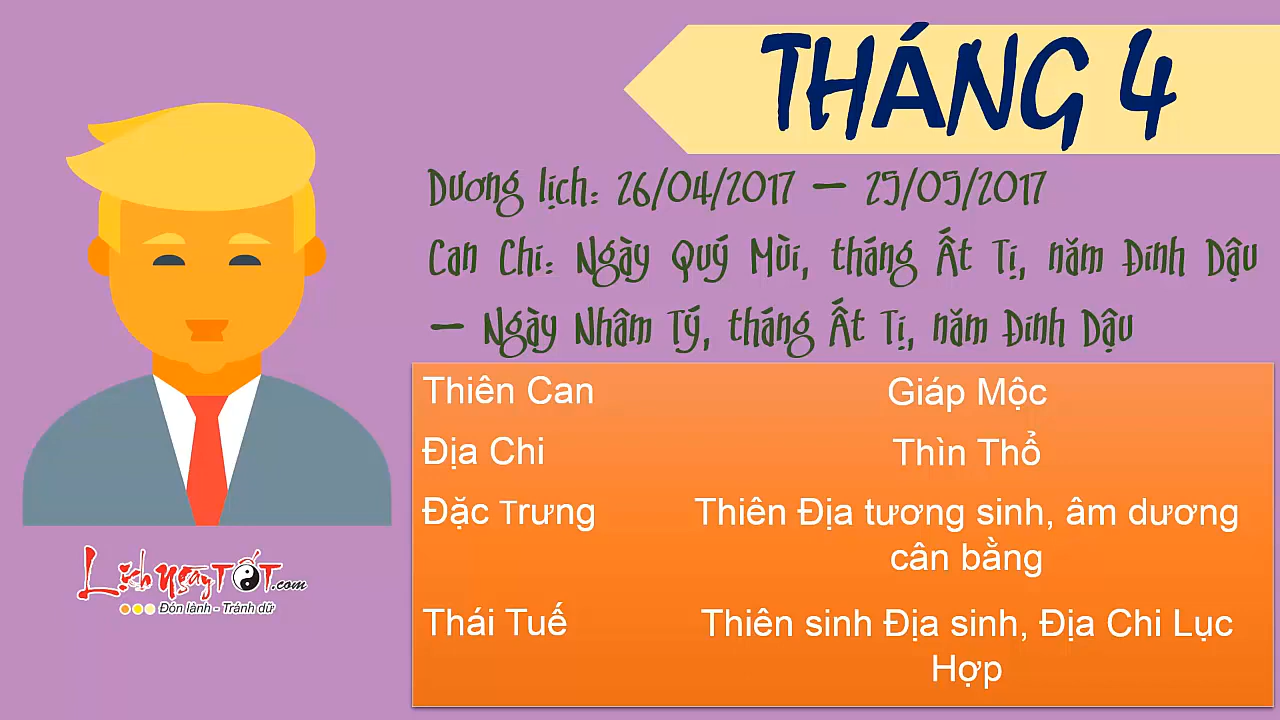 THÁNG 4
Dương lịch: 26/04/2017 – 25/05/2017
Can Chi: Ngày Quý Mùi, tháng Ất Tị, năm Đinh Dậu
– Ngày Nhâm Tý, tháng Ất Tị, năm Đinh Dậu
Thiên Can Giáp Mộc
Địa Chi Thìn Thổ
Đặc Trưng Thiên Địa tương sinh, âm dương
cân bằng
Thái Tuế Thiên sinh Địa sinh, Địa Chi Lục
Hợp
LịchngàyTỐT.com
Đón lành - Tránh dữ